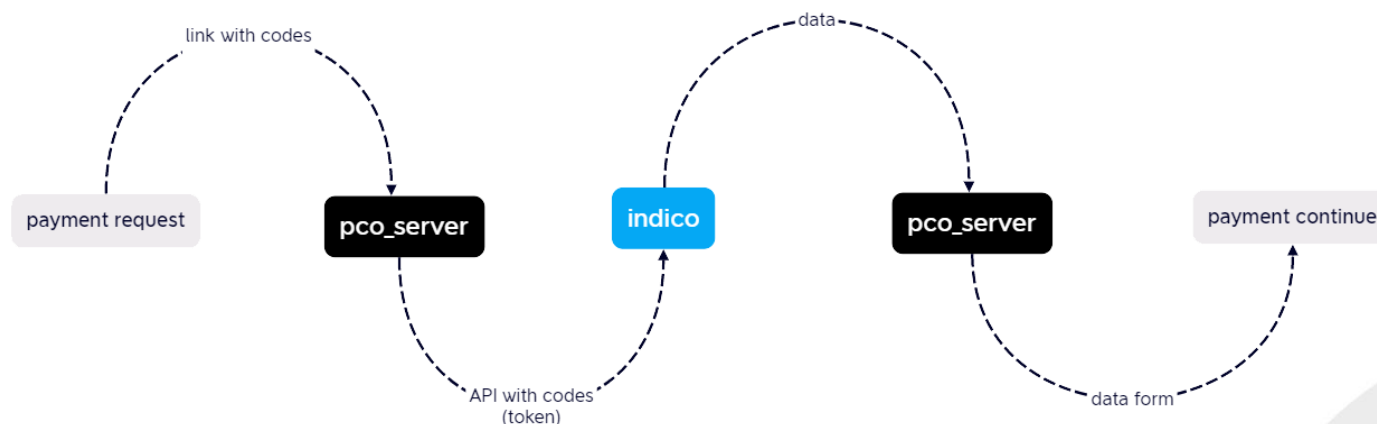 link with codes
data
payment request
pco_server
indico
pco_server
payment continue
API with codes
(token)
data form